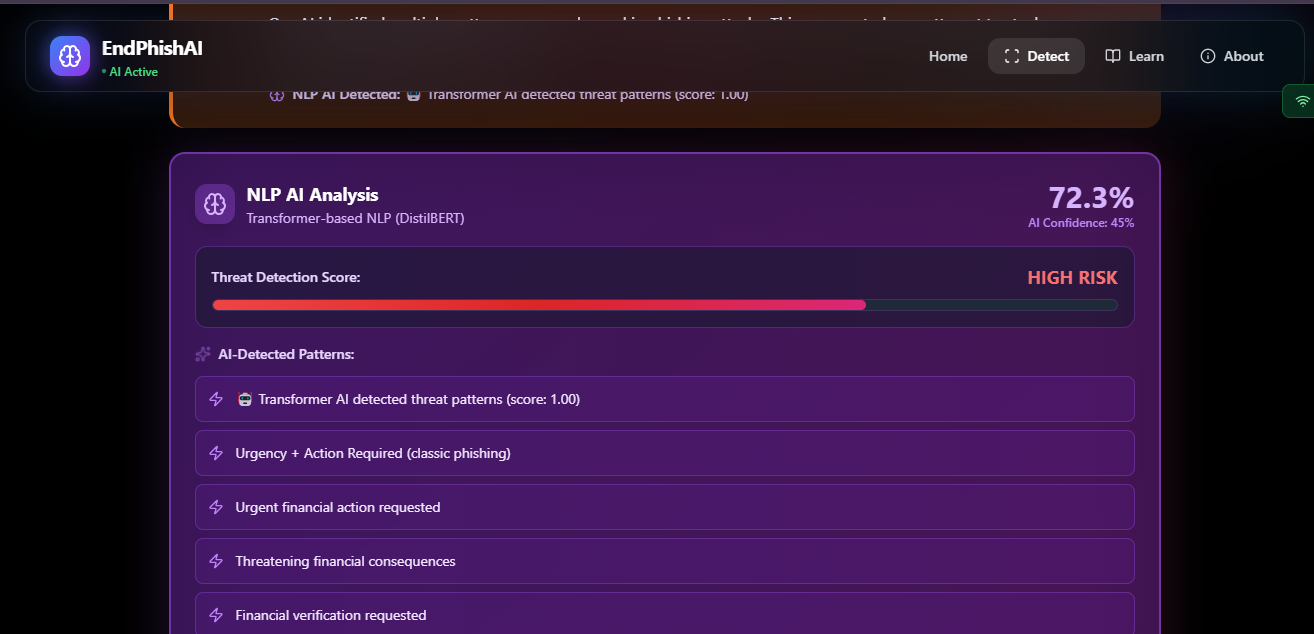 EndPhishAI
AI Active
Home
Detect
Learn
About
NLP AI Detected: 🤖 Transformer AI detected threat patterns (score: 1.00)
NLP AI Analysis
Transformer-based NLP (DistilBERT)
72.3%
AI Confidence: 45%
Threat Detection Score:
HIGH RISK
AI-Detected Patterns:
🤖 Transformer AI detected threat patterns (score: 1.00)
Urgency + Action Required (classic phishing)
Urgent financial action requested
Threatening financial consequences
Financial verification requested